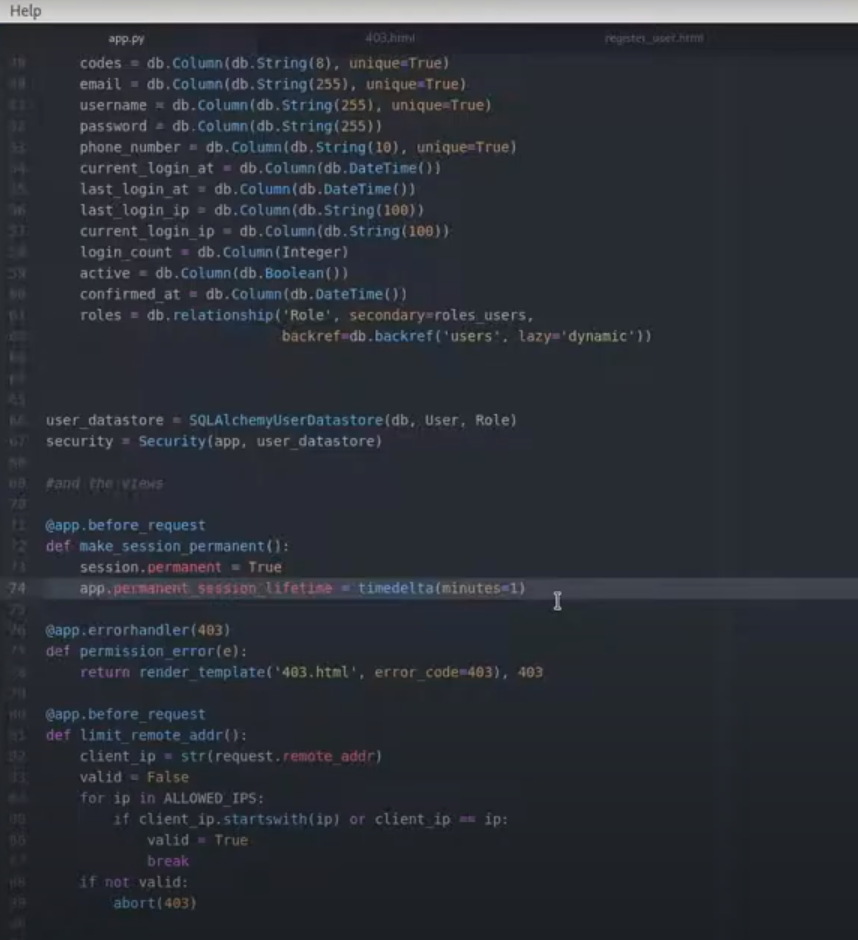 Help
app.py 403.html register_user.html
codes = db.Column(db.String(8), unique=True)
email = db.Column(db.String(255), unique=True)
username = db.Column(db.String(255), unique=True)
password = db.Column(db.String(255))
phone_number = db.Column(db.String(10), unique=True)
current_login_at = db.Column(db.DateTime())
last_login_at = db.Column(db.DateTime())
last_login_ip = db.Column(db.String(100))
current_login_ip = db.Column(db.String(100))
login_count = db.Column(Integer)
active = db.Column(db.Boolean())
confirmed_at = db.Column(db.DateTime())
roles = db.relationship('Role', secondary=roles_users,
backref=db.backref('users', lazy='dynamic'))
user_datastore = SQLAlchemyUserDatastore(db, User, Role)
security = Security(app, user_datastore)
#and the views
@app.before_request
def make_session_permanent():
session.permanent = True
74 app.permanent_session_lifetime = timedelta(minutes=1)
@app.errorhandler(403)
def permission_error(e):
return render_template('403.html', error_code=403), 403
@app.before_request
def limit_remote_addr():
client_ip = str(request.remote_addr)
valid = False
for ip in ALLOWED_IPS:
if client_ip.startswith(ip) or client_ip == ip:
valid = True
break
if not valid:
abort(403)